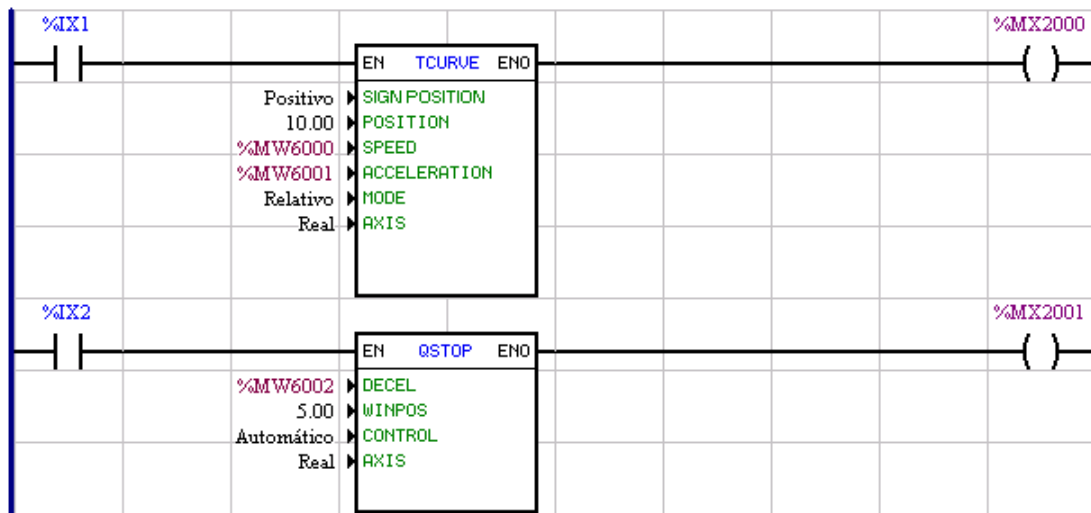 %IX1
%MX2000
EN TCURVE ENO
Positivo SIGN POSITION
10.00 POSITION
%MW6000 SPEED
%MW6001 ACCELERATION
Relativo MODE
Real AXIS
%IX2
%MX2001
EN QSTOP ENO
%MW6002 DECEL
5.00 WINPOS
Automático CONTROL
Real AXIS